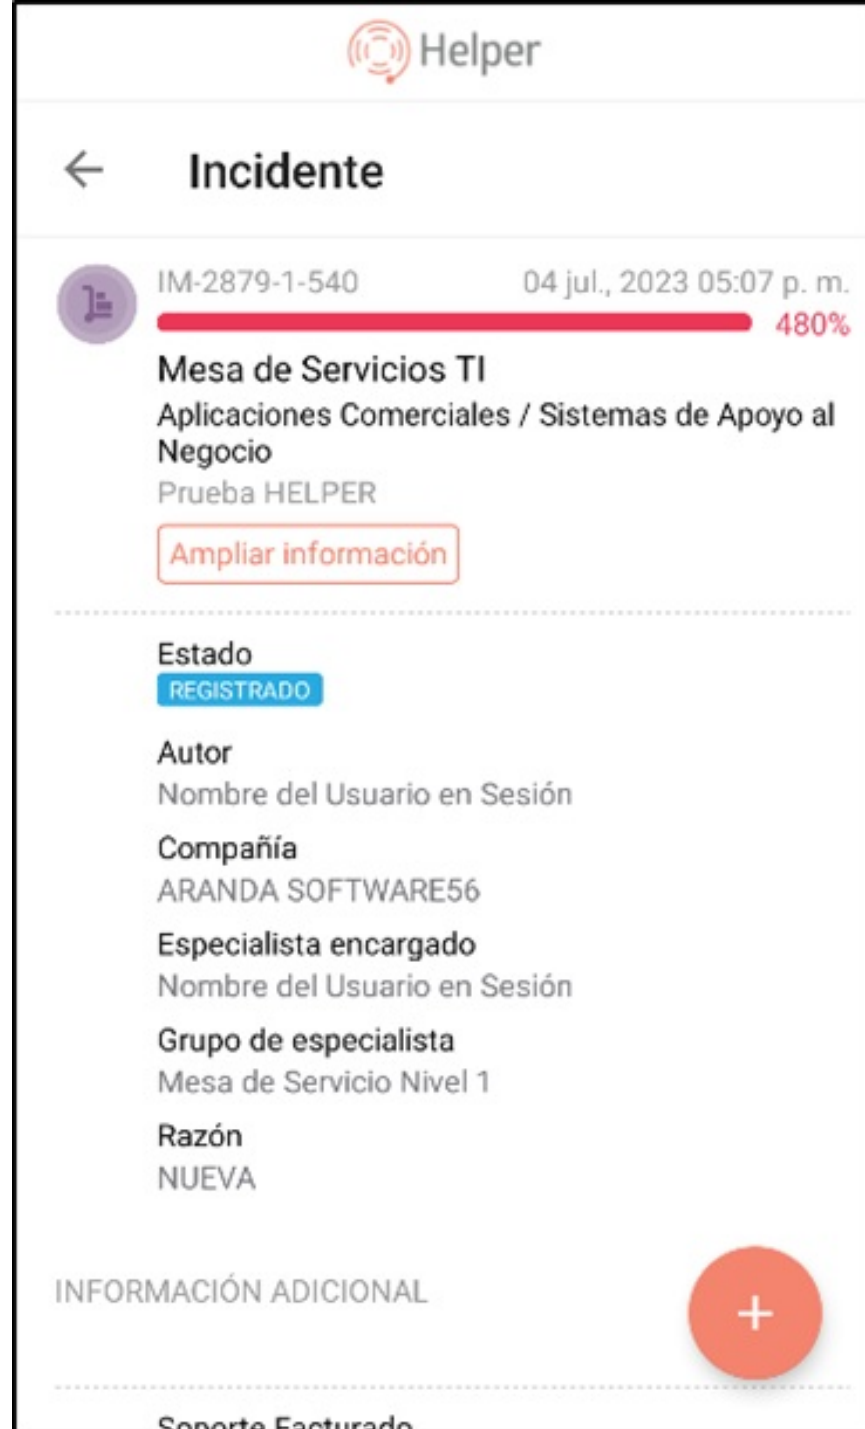 Helper
Incidente
IM-2879-1-540 04 jul., 2023 05:07 p. m.
480%
Mesa de Servicios TI
Aplicaciones Comerciales / Sistemas de Apoyo al
Negocio
Prueba HELPER
Ampliar información
Estado
REGISTRADO
Autor
Nombre del Usuario en Sesión
Compañía
ARANDA SOFTWARE56
Especialista encargado
Nombre del Usuario en Sesión
Grupo de especialista
Mesa de Servicio Nivel 1
Razón
NUEVA
INFORMACIÓN ADICIONAL
+
Soporte Facturado